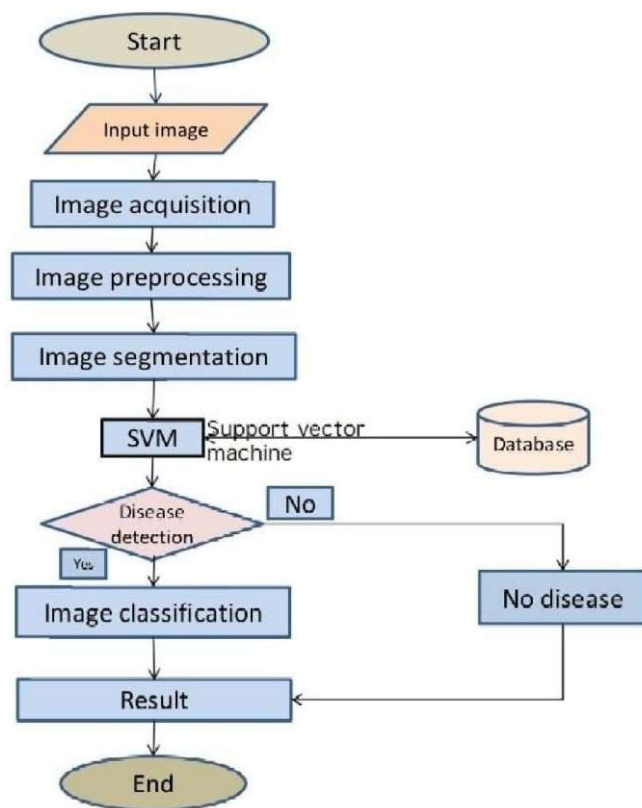 Start
Input image
Image acquisition
Image preprocessing
Image segmentation
SVM
Support vector
machine
Database
Disease
detection
No
Yes
Image classification
No disease
Result
End